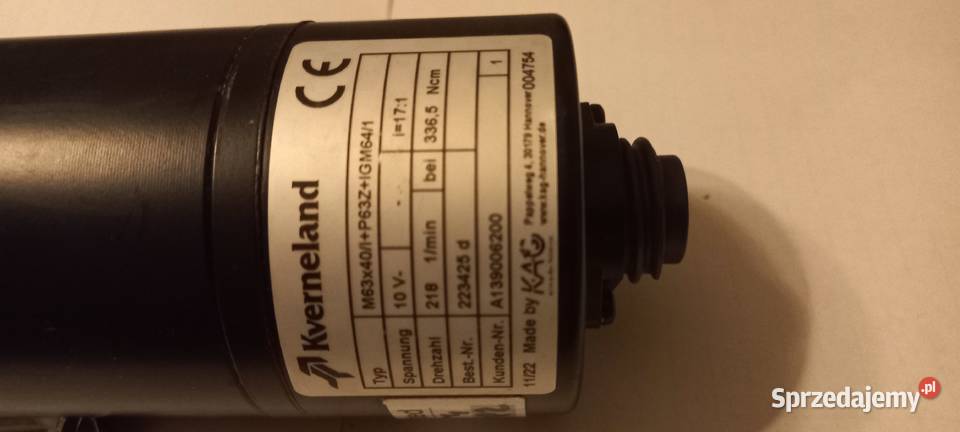 CE
Kverneland
Typ M63x40/I+P63Z+IGM64/1
Spannung 10 V- - i=17:1
Drehzahl 218 1/min bei 336,5 Ncm
Best.-Nr. 223425 d
Kunden-Nr. A139006200 1
11/22 Made by KAG Pappelweg 4, 30179 Hannover 004754
www.kag-hannover.de
Sprzedajemy.pl